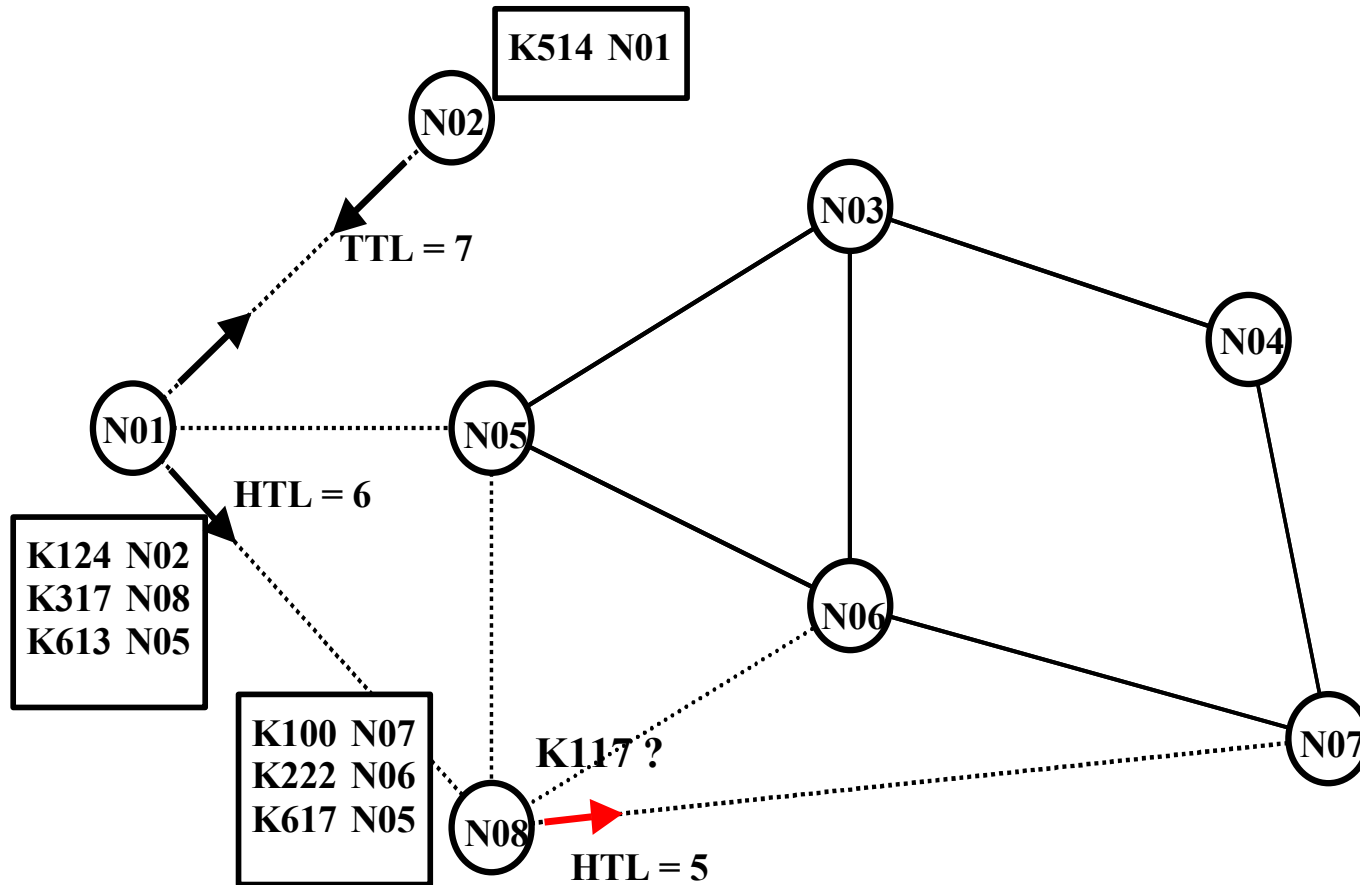 K514 N01
N02
N03
TTL = 7
N04
N01
N05
HTL = 6
K124 N02
K317 N08
K613 N05
N06
K100 N07
K222 N06
K617 N05
K117 ?
N07
N08
HTL = 5